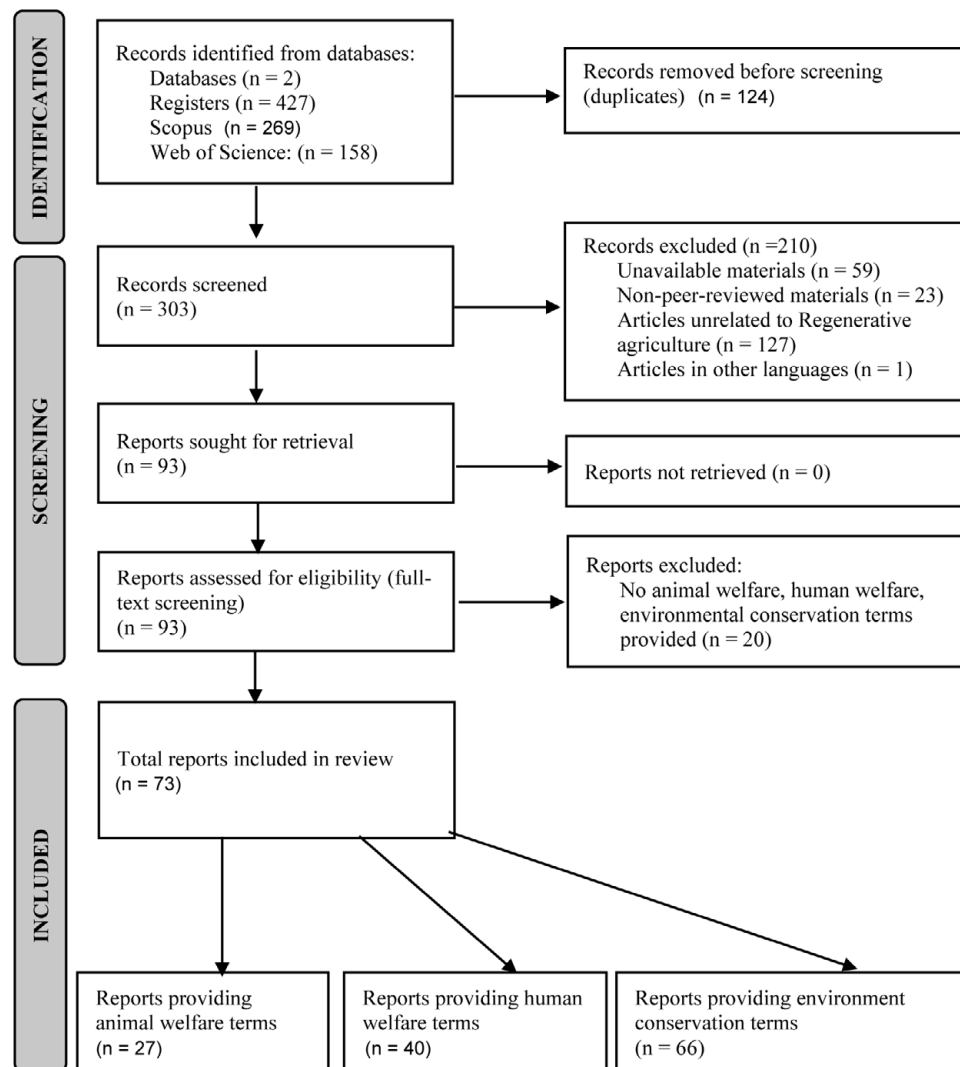 IDENTIFICATION
Records identified from databases:
Databases (n = 2)
Registers (n = 427)
Scopus (n = 269)
Web of Science: (n = 158)
Records removed before screening
(duplicates) (n = 124)
SCREENING
Records screened
(n = 303)
Records excluded (n =210)
Unavailable materials (n = 59)
Non-peer-reviewed materials (n = 23)
Articles unrelated to Regenerative
agriculture (n = 127)
Articles in other languages (n = 1)
Reports sought for retrieval
(n = 93)
Reports not retrieved (n = 0)
Reports assessed for eligibility (full-
text screening)
(n = 93)
Reports excluded:
No animal welfare, human welfare,
environmental conservation terms
provided (n = 20)
INCLUDED
Total reports included in review
(n = 73)
Reports providing
animal welfare terms
(n = 27)
Reports providing human
welfare terms
(n = 40)
Reports providing environment
conservation terms
(n = 66)